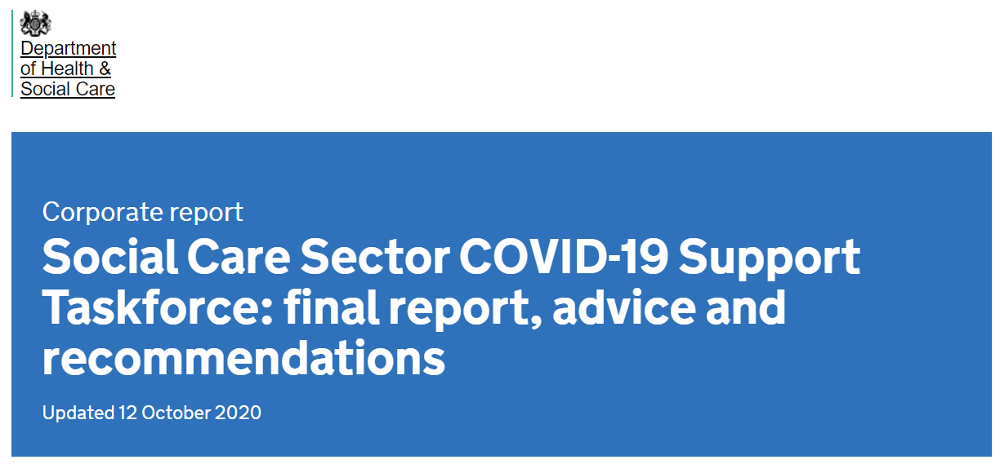 Department
of Health &
Social Care
Corporate report
Social Care Sector COVID-19 Support
Taskforce: final report, advice and
recommendations
Updated 12 October 2020